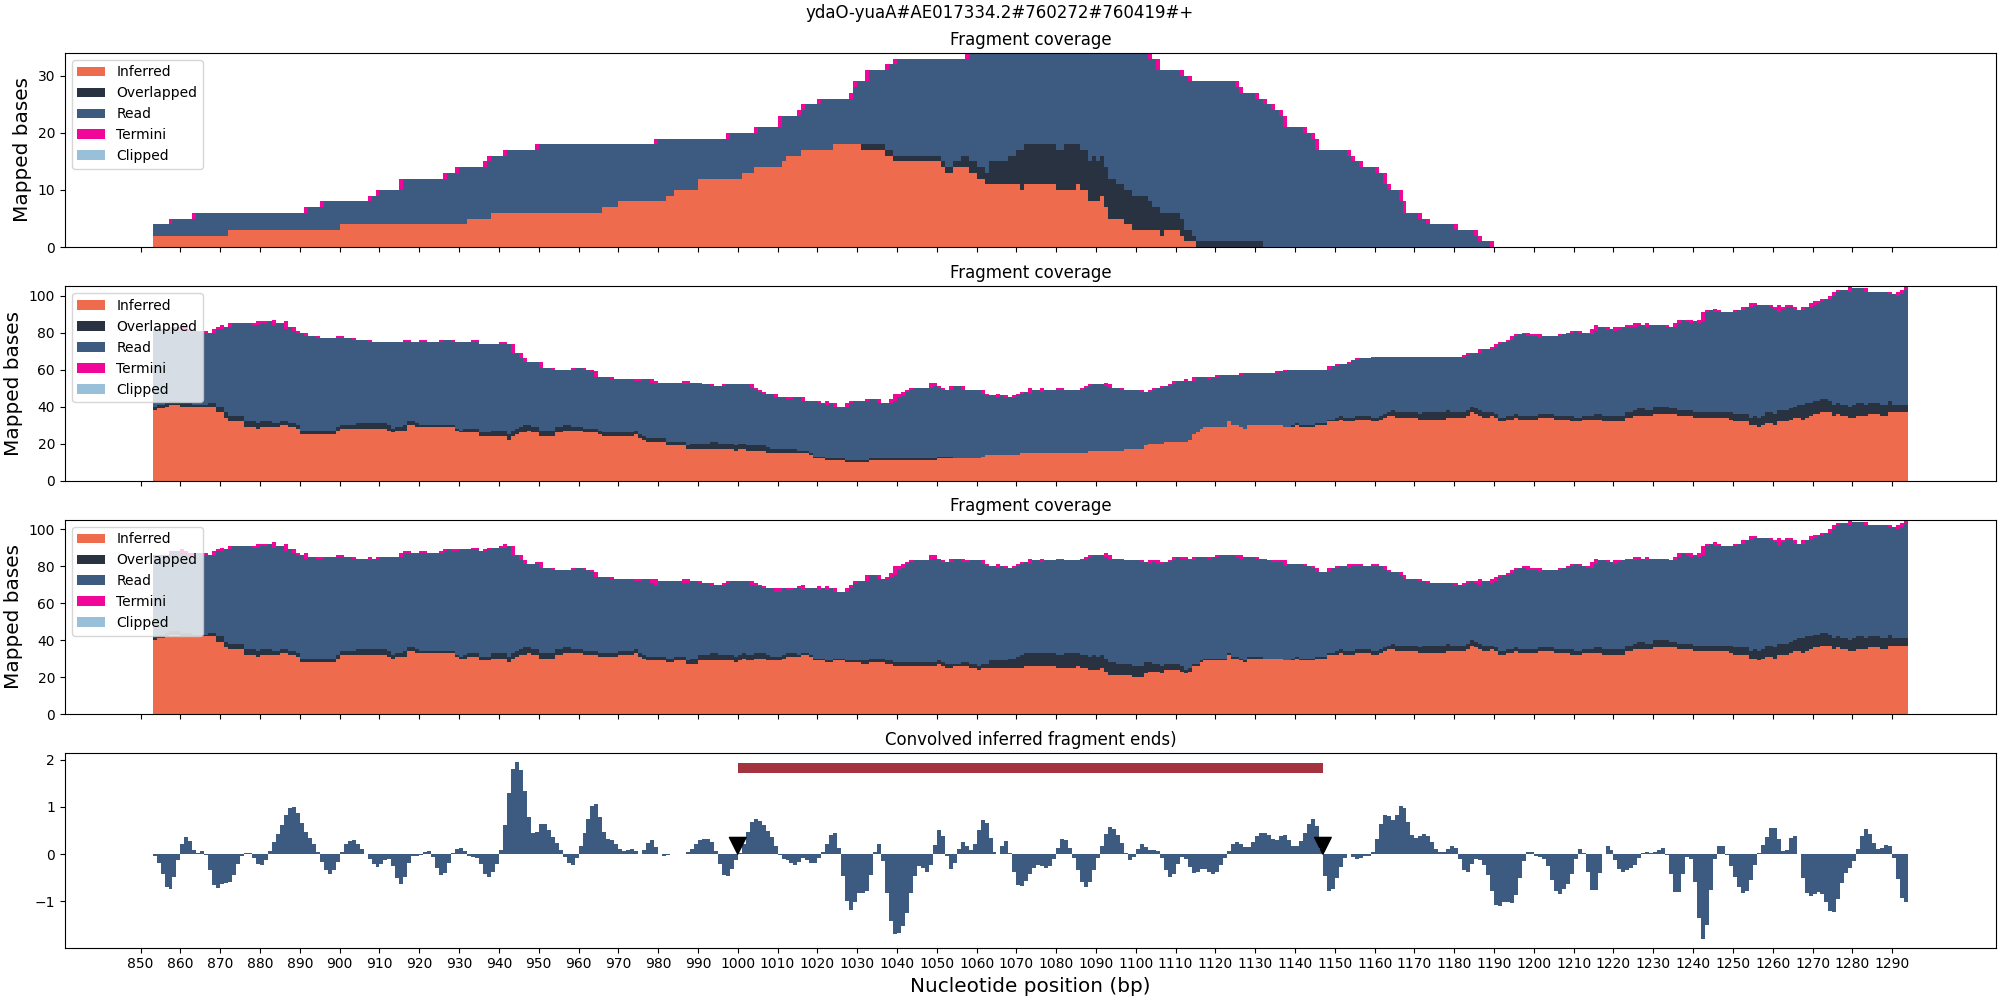 ydaO-yuaA#AE017334.2#760272#760419#+
Fragment coverage
Mapped bases
30
20
10
0
Inferred
Overlapped
Read
Termini
Clipped
Fragment coverage
Mapped bases
100
80
60
40
20
0
Inferred
Overlapped
Read
Termini
Clipped
Fragment coverage
Mapped bases
100
80
60
40
20
0
Inferred
Overlapped
Read
Termini
Clipped
Convolved inferred fragment ends)
2
1
0
−1
850 860 870 880 890 900 910 920 930 940 950 960 970 980 990 1000 1010 1020 1030 1040 1050 1060 1070 1080 1090 1100 1110 1120 1130 1140 1150 1160 1170 1180 1190 1200 1210 1220 1230 1240 1250 1260 1270 1280 1290
Nucleotide position (bp)